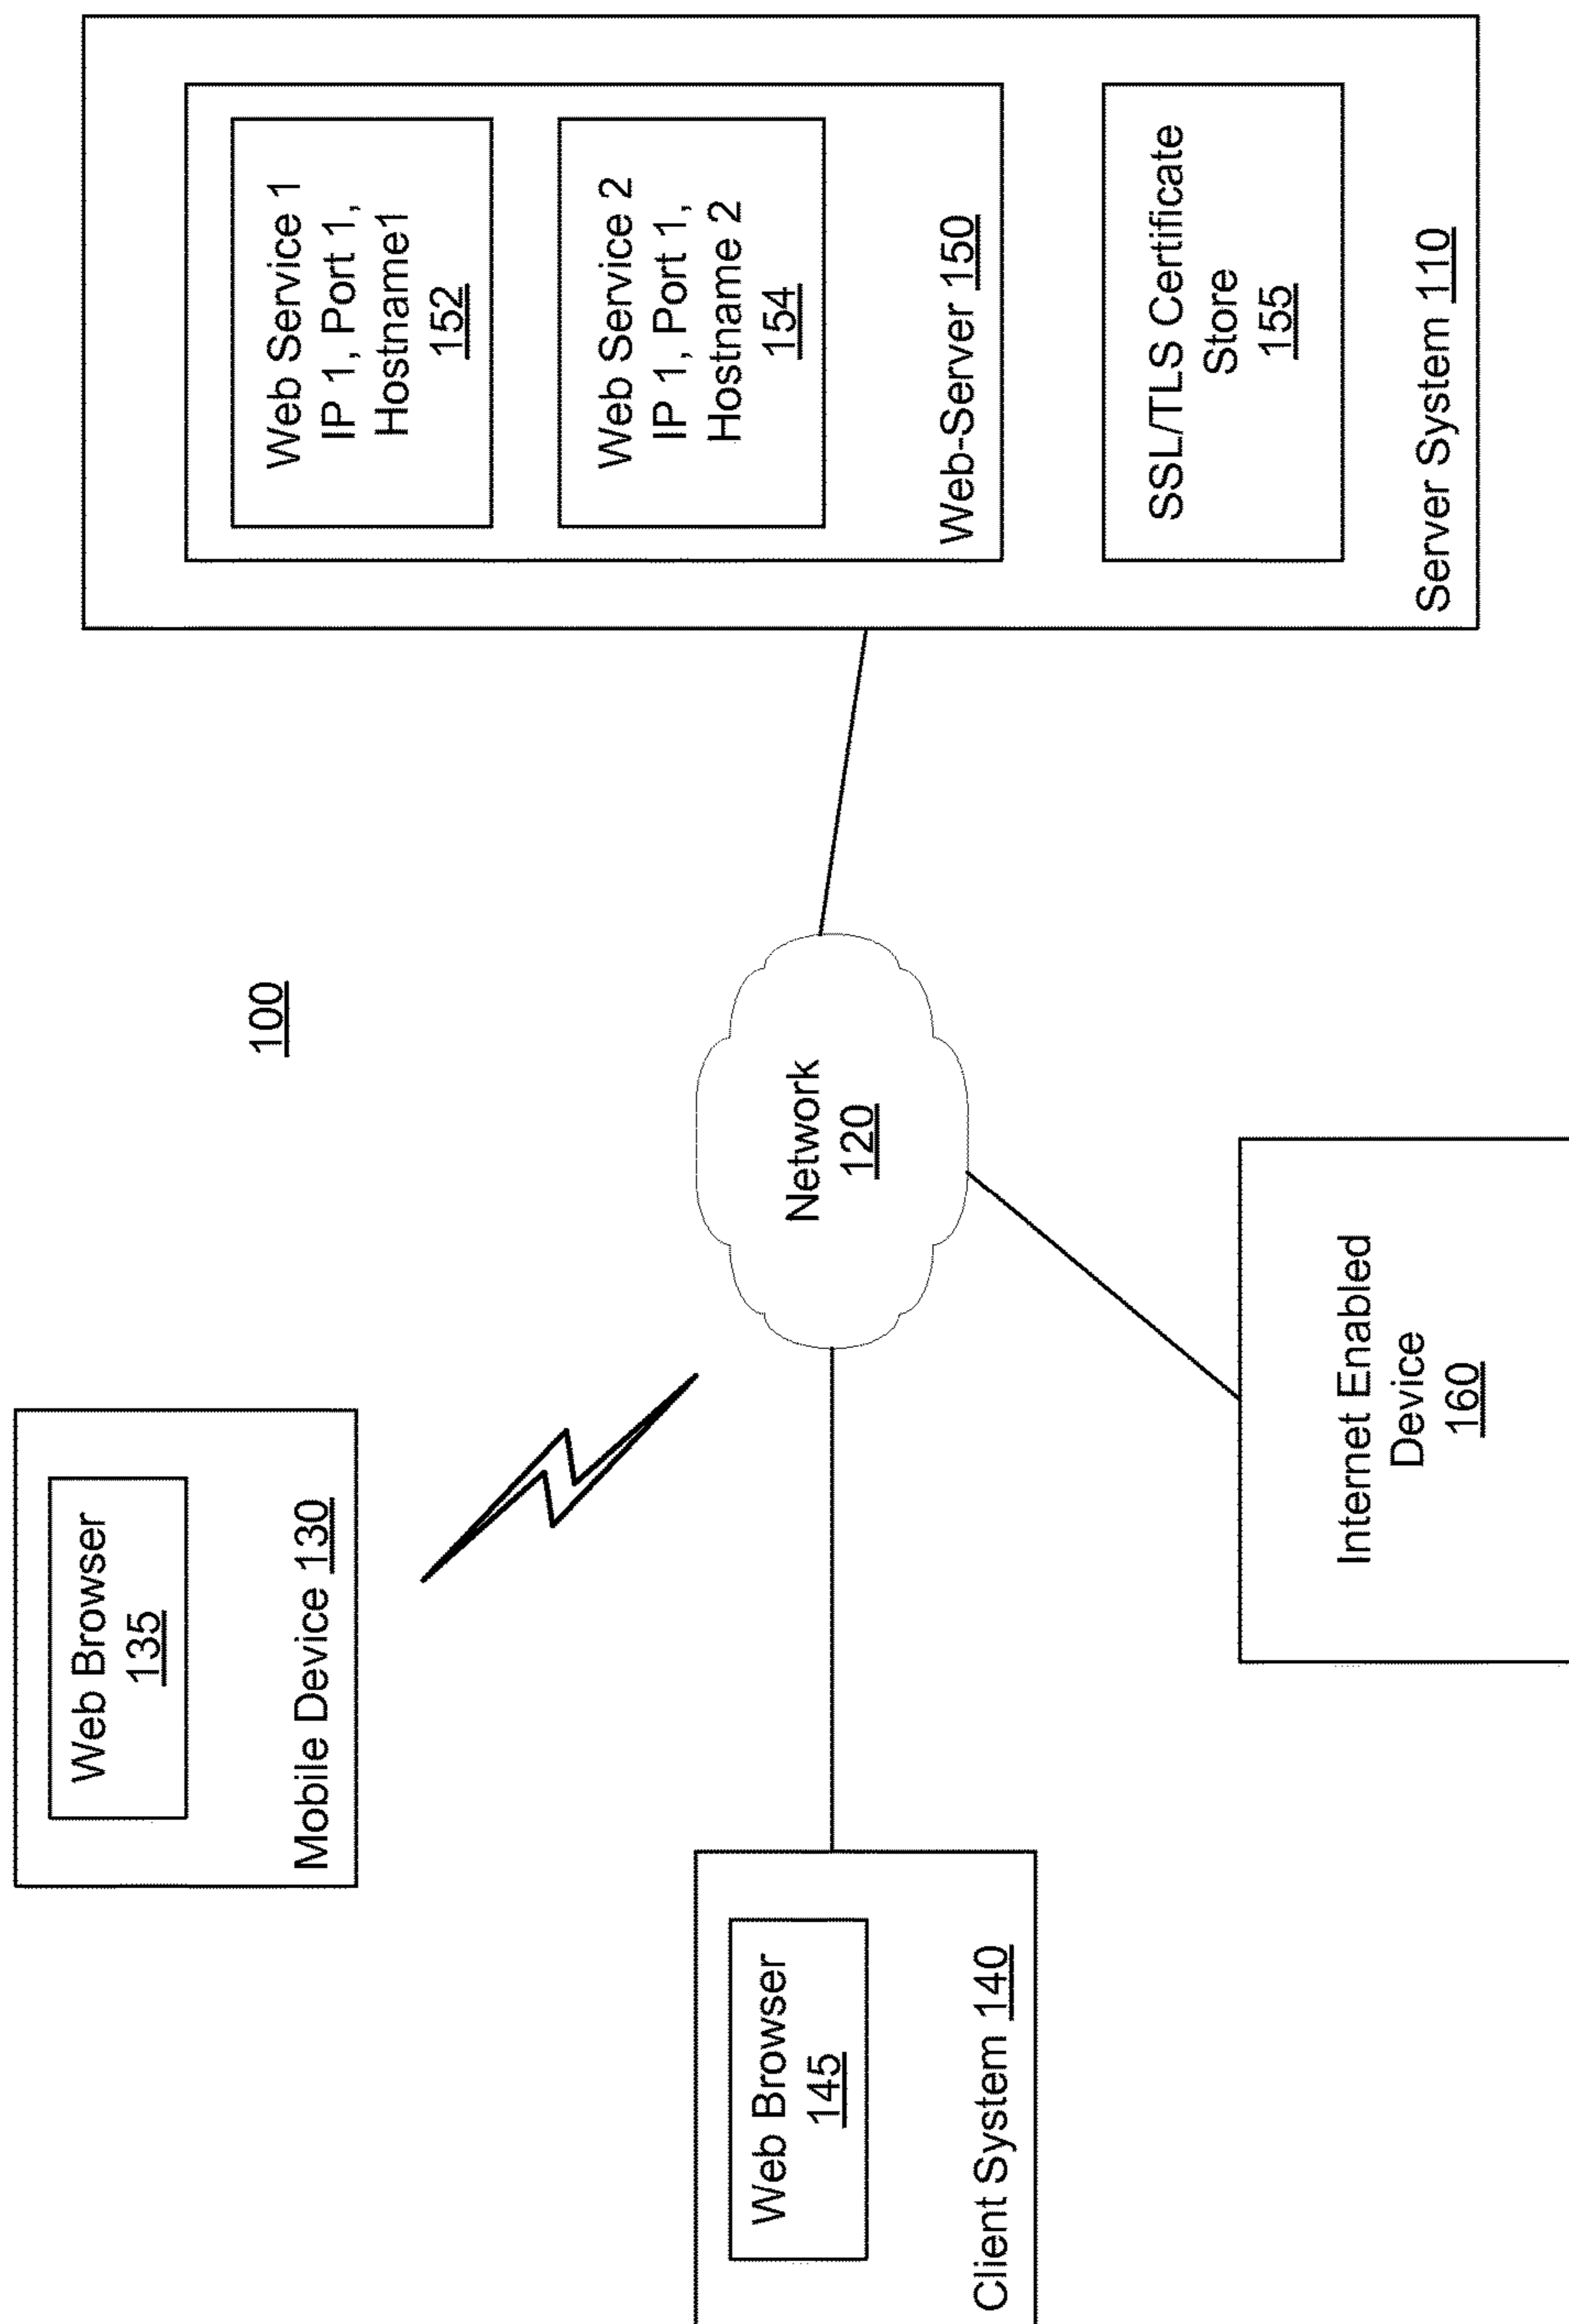 100
Web Browser
135
Mobile Device 130
Web Browser
145
Client System 140
Network
120
Internet Enabled
Device
160
Web Service 1
IP 1, Port 1,
Hostname1
152
Web Service 2
IP 1, Port 1,
Hostname 2
154
Web-Server 150
SSL/TLS Certificate
Store
155
Server System 110